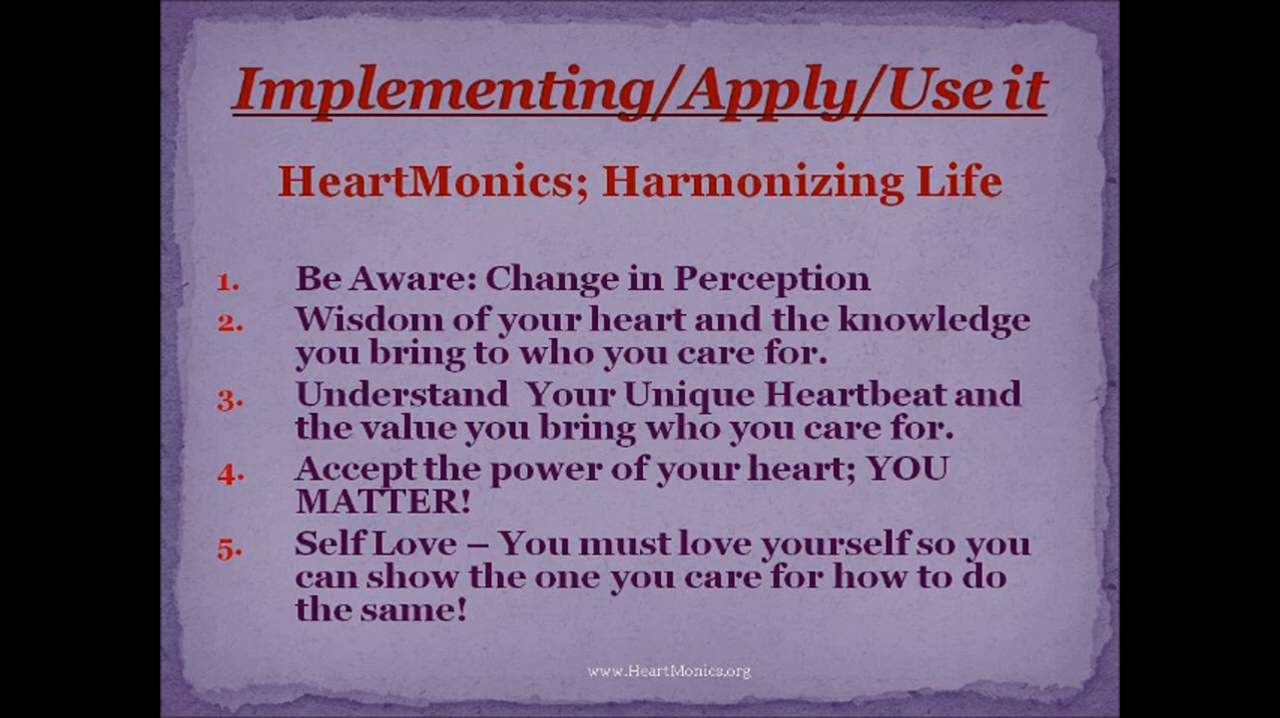 Implementing/Apply/Use it
HeartMonics; Harmonizing Life
1. Be Aware: Change in Perception
2. Wisdom of your heart and the knowledge
you bring to who you care for.
3. Understand Your Unique Heartbeat and
the value you bring who you care for.
4. Accept the power of your heart; YOU
MATTER!
5. Self Love – You must love yourself so you
can show the one you care for how to do
the same!
www.HeartMonics.org